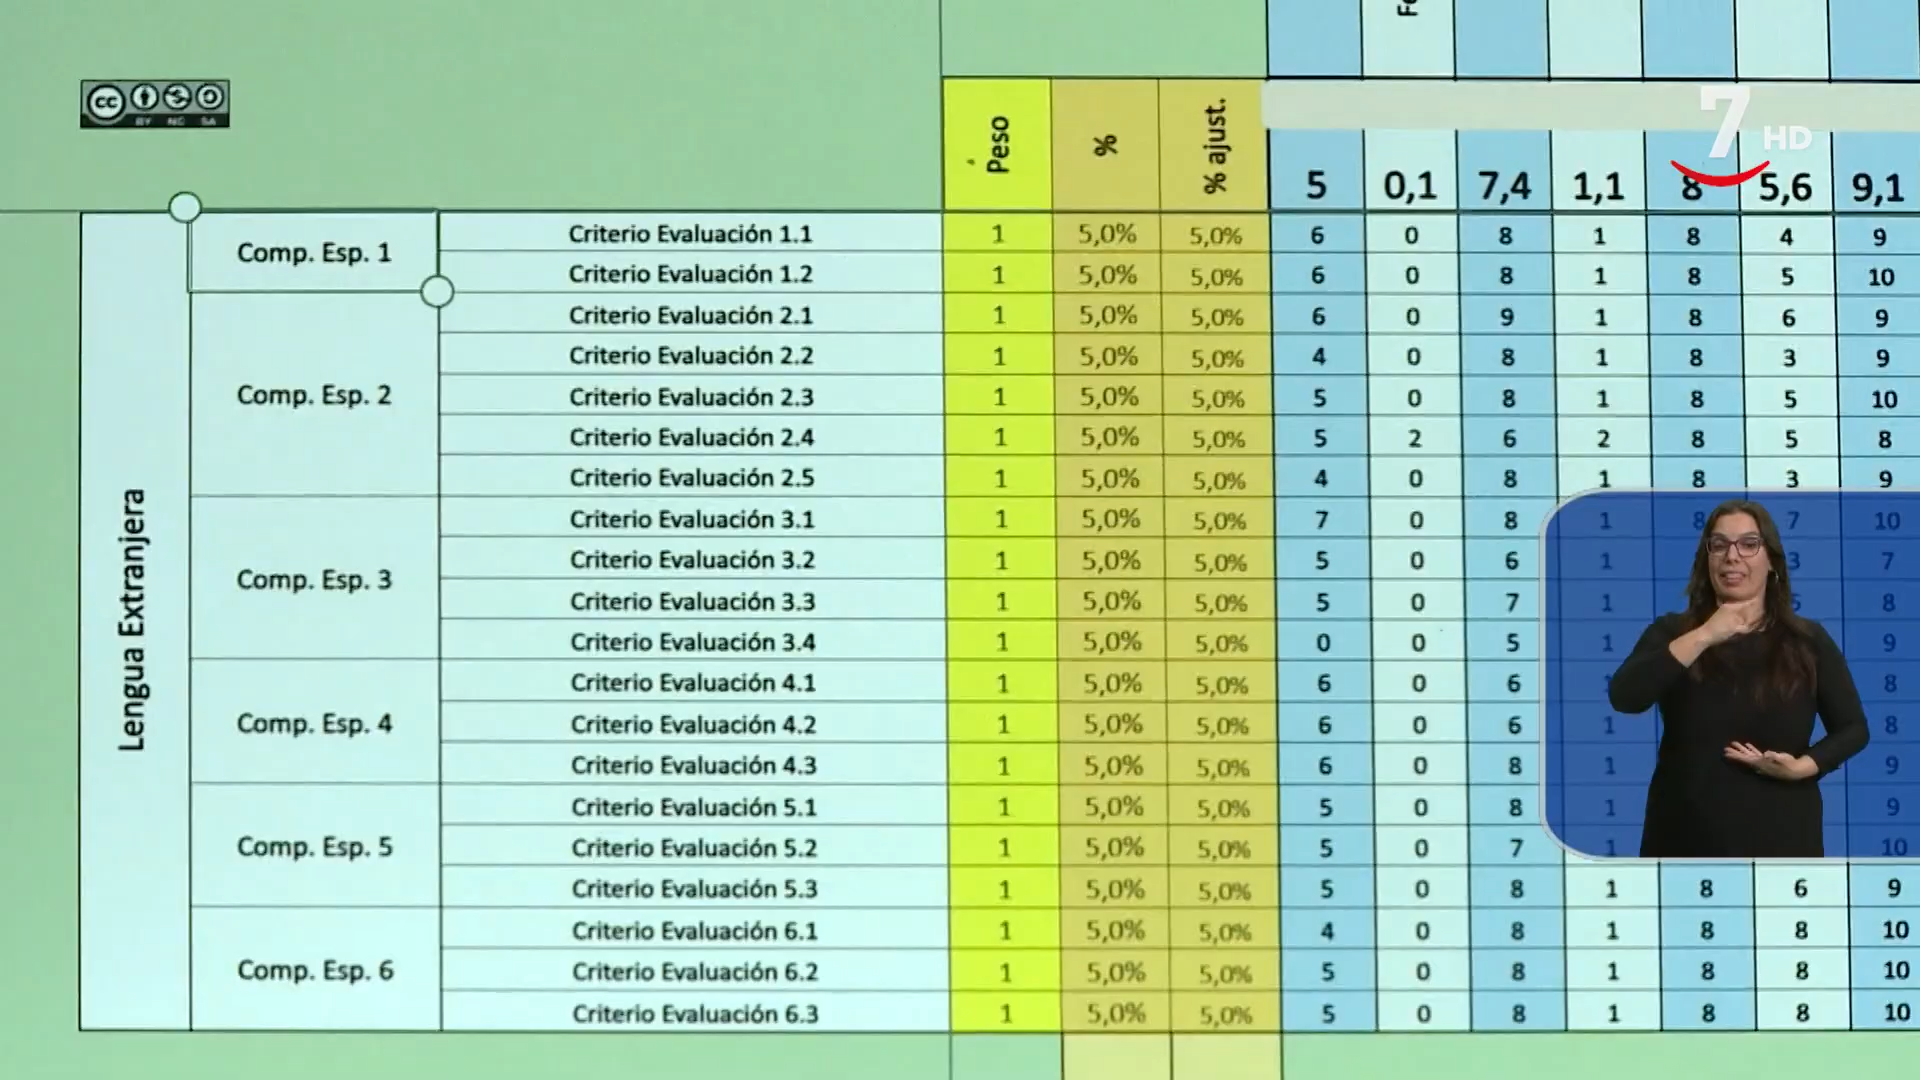 Fe
cc BY NC SA
7 HD
Peso % % ajust. 5 0,1 7,4 1,1 8 5,6 9,1
Lengua Extranjera
Comp. Esp. 1
Criterio Evaluación 1.1 1 5,0% 5,0% 6 0 8 1 8 4 9
Criterio Evaluación 1.2 1 5,0% 5,0% 6 0 8 1 8 5 10
Comp. Esp. 2
Criterio Evaluación 2.1 1 5,0% 5,0% 6 0 9 1 8 6 9
Criterio Evaluación 2.2 1 5,0% 5,0% 4 0 8 1 8 3 9
Criterio Evaluación 2.3 1 5,0% 5,0% 5 0 8 1 8 5 10
Criterio Evaluación 2.4 1 5,0% 5,0% 5 2 6 2 8 5 8
Criterio Evaluación 2.5 1 5,0% 5,0% 4 0 8 1 8 3 9
Comp. Esp. 3
Criterio Evaluación 3.1 1 5,0% 5,0% 7 0 8 1 8 7 10
Criterio Evaluación 3.2 1 5,0% 5,0% 5 0 6 1 3 7
Criterio Evaluación 3.3 1 5,0% 5,0% 5 0 7 1 8
Criterio Evaluación 3.4 1 5,0% 5,0% 0 0 5 1 9
Comp. Esp. 4
Criterio Evaluación 4.1 1 5,0% 5,0% 6 0 6 8
Criterio Evaluación 4.2 1 5,0% 5,0% 6 0 6 1 8
Criterio Evaluación 4.3 1 5,0% 5,0% 6 0 8 1 9
Comp. Esp. 5
Criterio Evaluación 5.1 1 5,0% 5,0% 5 0 8 1 9
Criterio Evaluación 5.2 1 5,0% 5,0% 5 0 7 1 10
Criterio Evaluación 5.3 1 5,0% 5,0% 5 0 8 1 8 6 9
Comp. Esp. 6
Criterio Evaluación 6.1 1 5,0% 5,0% 4 0 8 1 8 8 10
Criterio Evaluación 6.2 1 5,0% 5,0% 5 0 8 1 8 8 10
Criterio Evaluación 6.3 1 5,0% 5,0% 5 0 8 1 8 8 10